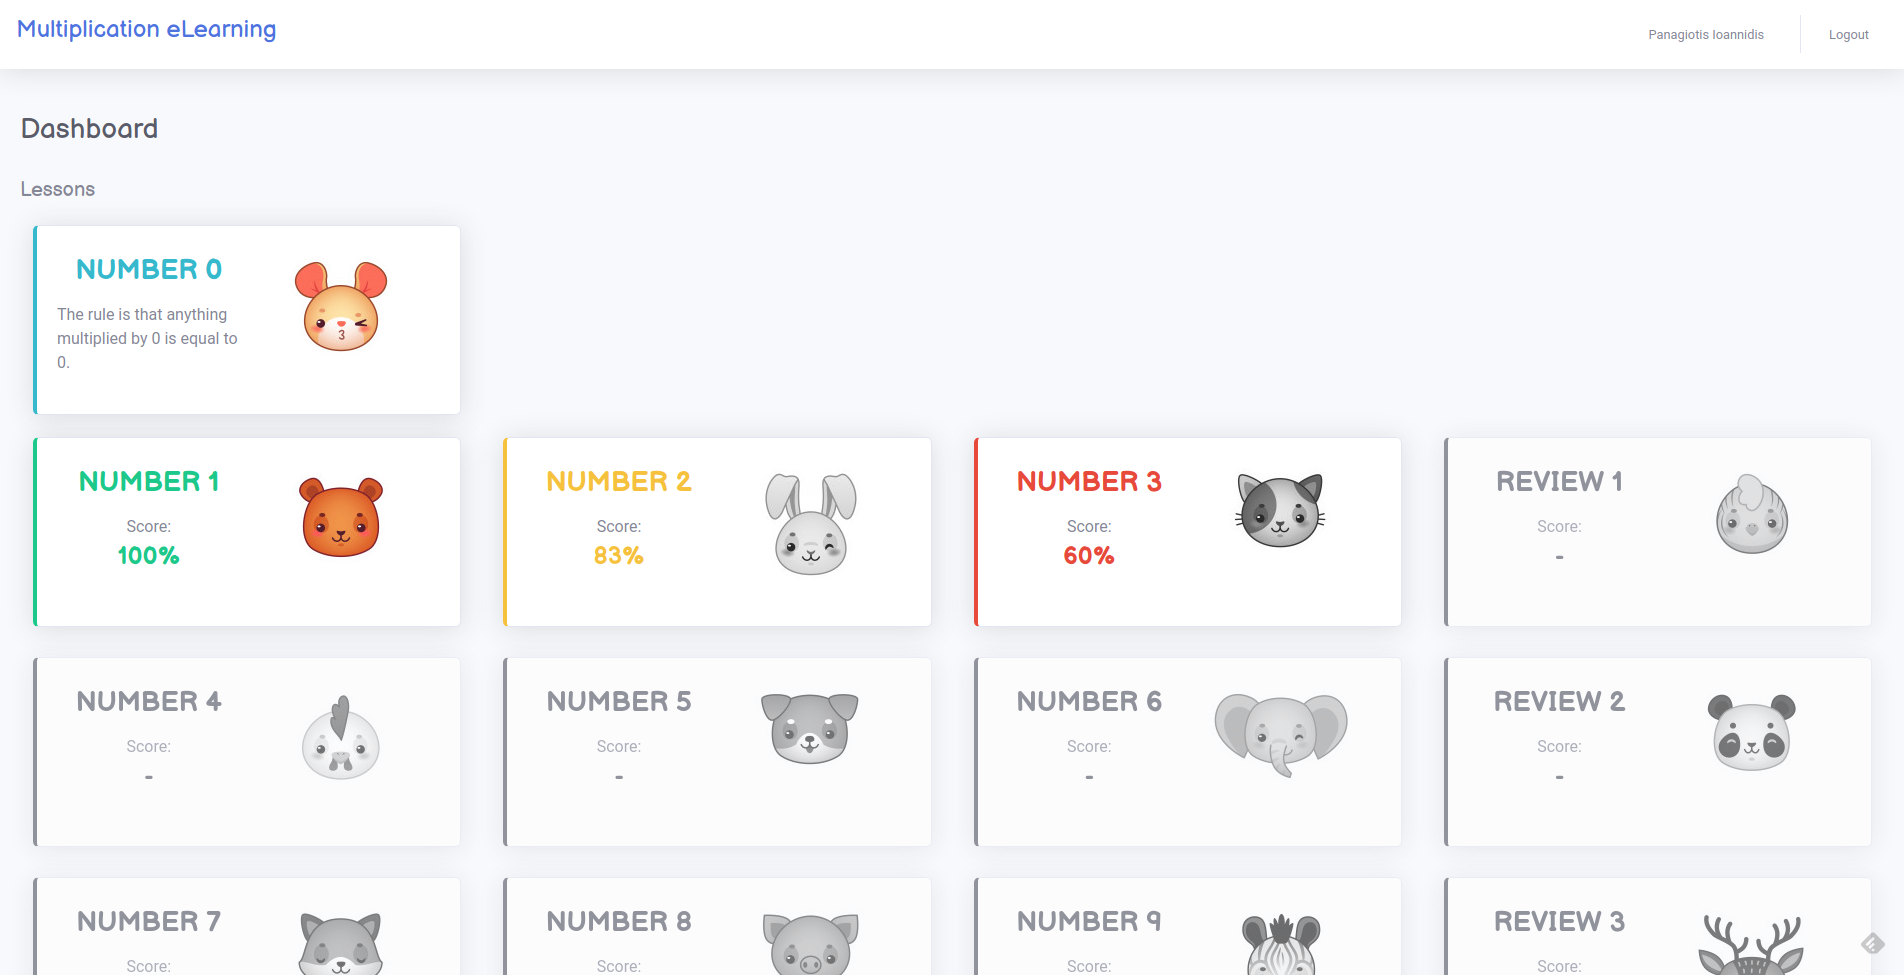 Multiplication eLearning
Panagiotis Ioannidis
Logout
Dashboard
Lessons
NUMBER 0
The rule is that anything
multiplied by 0 is equal to
0.
NUMBER 1
Score:
100%
NUMBER 2
Score:
83%
NUMBER 3
Score:
60%
REVIEW 1
Score:
-
NUMBER 4
Score:
-
NUMBER 5
Score:
-
NUMBER 6
Score:
-
REVIEW 2
Score:
-
NUMBER 7
Score:
NUMBER 8
Score:
NUMBER 9
Score:
REVIEW 3
Score: